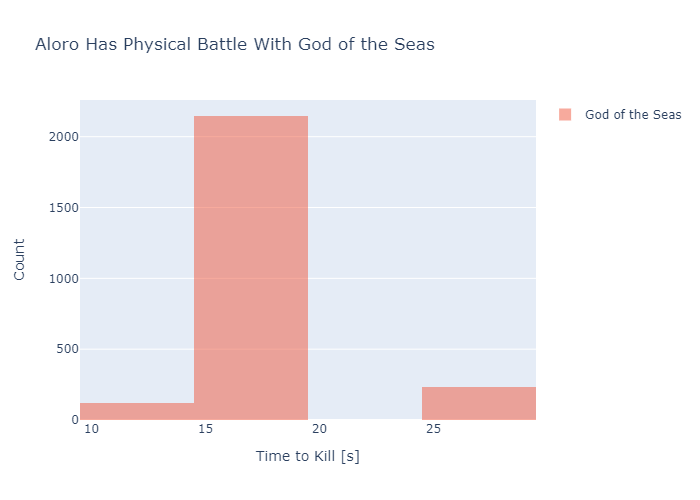 Aloro Has Physical Battle With God of the Seas
God of the Seas
2000
1500
1000
500
0
Count
10 15 20 25
Time to Kill [s]